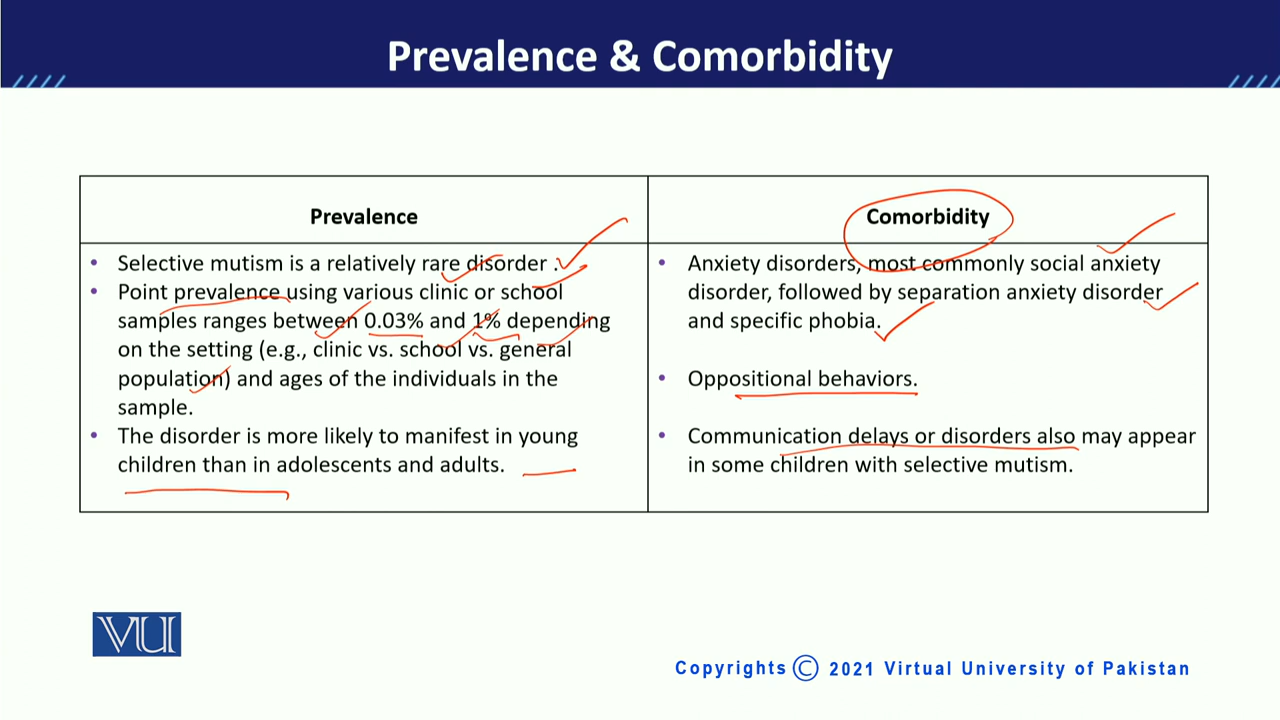 Prevalence & Comorbidity
Prevalence
• Selective mutism is a relatively rare disorder .
• Point prevalence using various clinic or school
samples ranges between 0.03% and 1% depending
on the setting (e.g., clinic vs. school vs. general
population) and ages of the individuals in the
sample.
• The disorder is more likely to manifest in young
children than in adolescents and adults.
Comorbidity
• Anxiety disorders, most commonly social anxiety
disorder, followed by separation anxiety disorder
and specific phobia.
• Oppositional behaviors.
• Communication delays or disorders also may appear
in some children with selective mutism.
VU
Copyrights © 2021 Virtual University of Pakistan